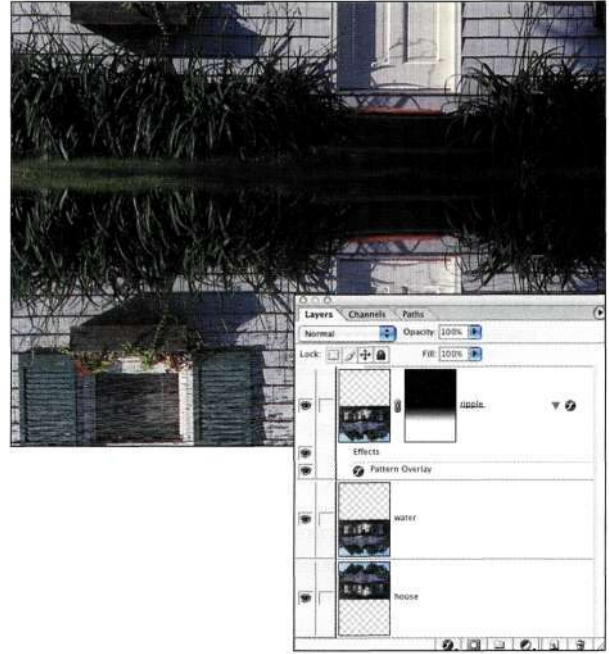 Layers Channels Paths
Normal Opacity: 100%
Lock: Fill: 100%
ripple
Effects
Pattern Overlay
water
house